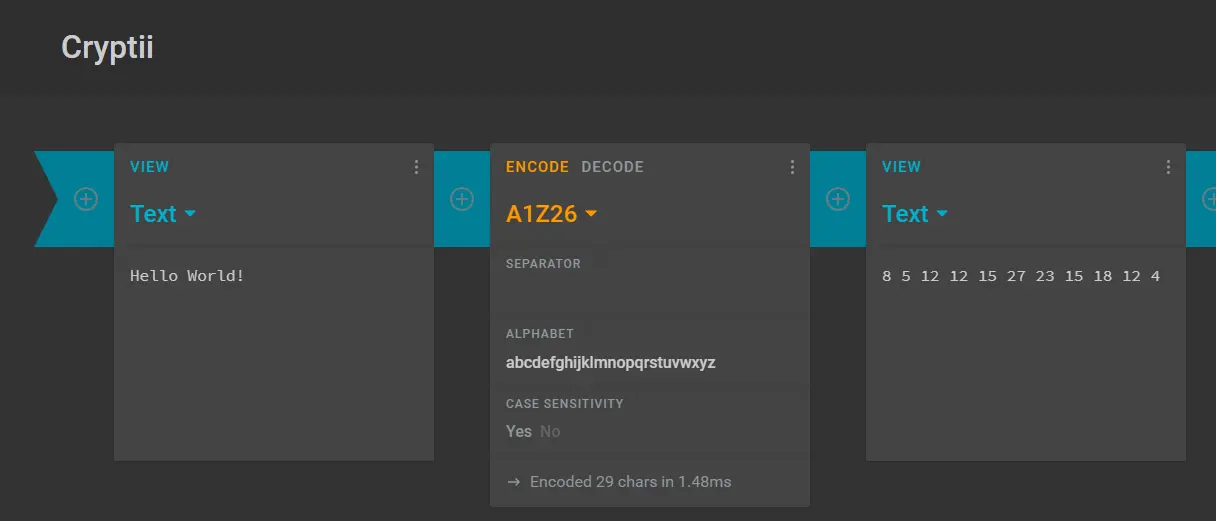 Cryptii
VIEW
Text
Hello World!
ENCODE DECODE
A1Z26
SEPARATOR
ALPHABET
abcdefghijklmnopqrstuvwxyz
CASE SENSITIVITY
Yes No
→ Encoded 29 chars in 1.48ms
VIEW
Text
8 5 12 12 15 27 23 15 18 12 4